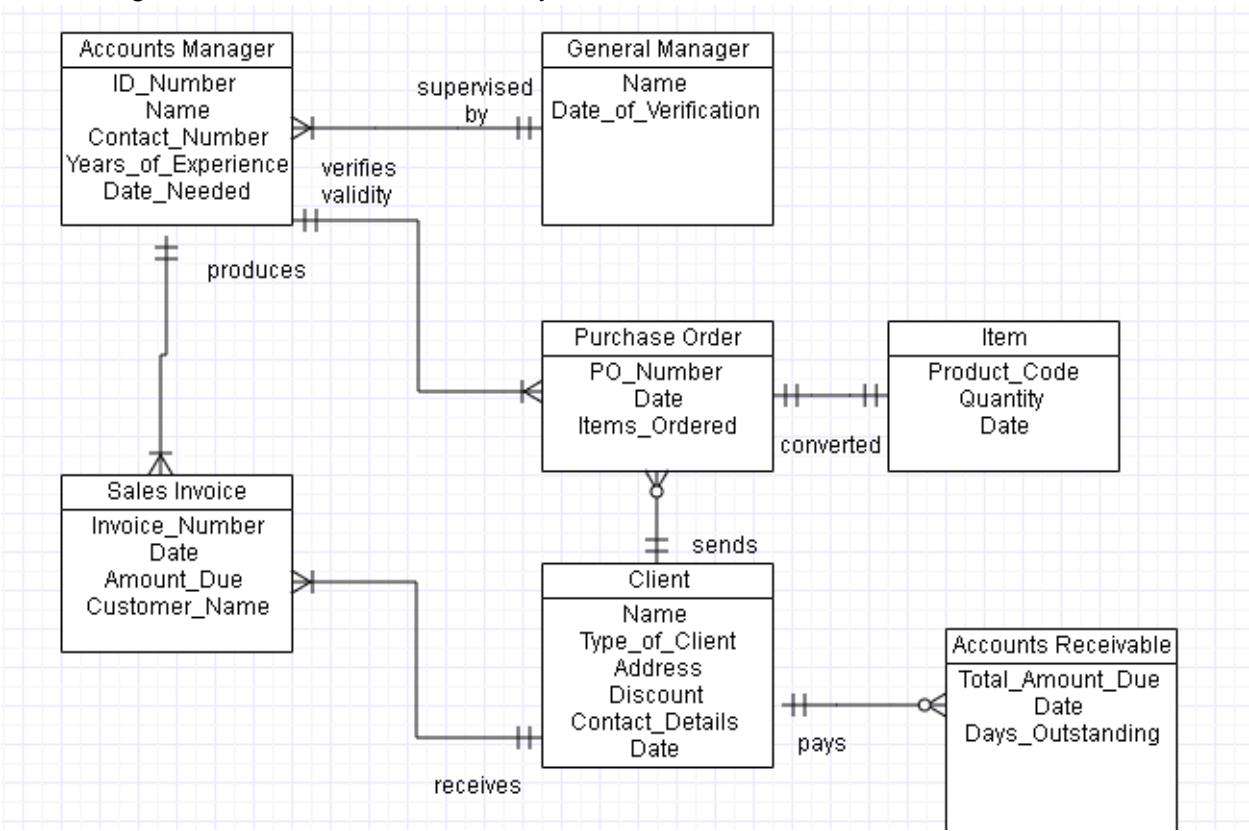 Accounts Manager
ID_Number
Name
Contact_Number
Years_of_Experience
Date_Needed
supervised
by
General Manager
Name
Date_of_Verification
verifies
validity
produces
Purchase Order
PO_Number
Date
Items_Ordered
converted
Item
Product_Code
Quantity
Date
Sales Invoice
Invoice_Number
Date
Amount_Due
Customer_Name
sends
Client
Name
Type_of_Client
Address
Discount
Contact_Details
Date
receives
pays
Accounts Receivable
Total_Amount_Due
Date
Days_Outstanding